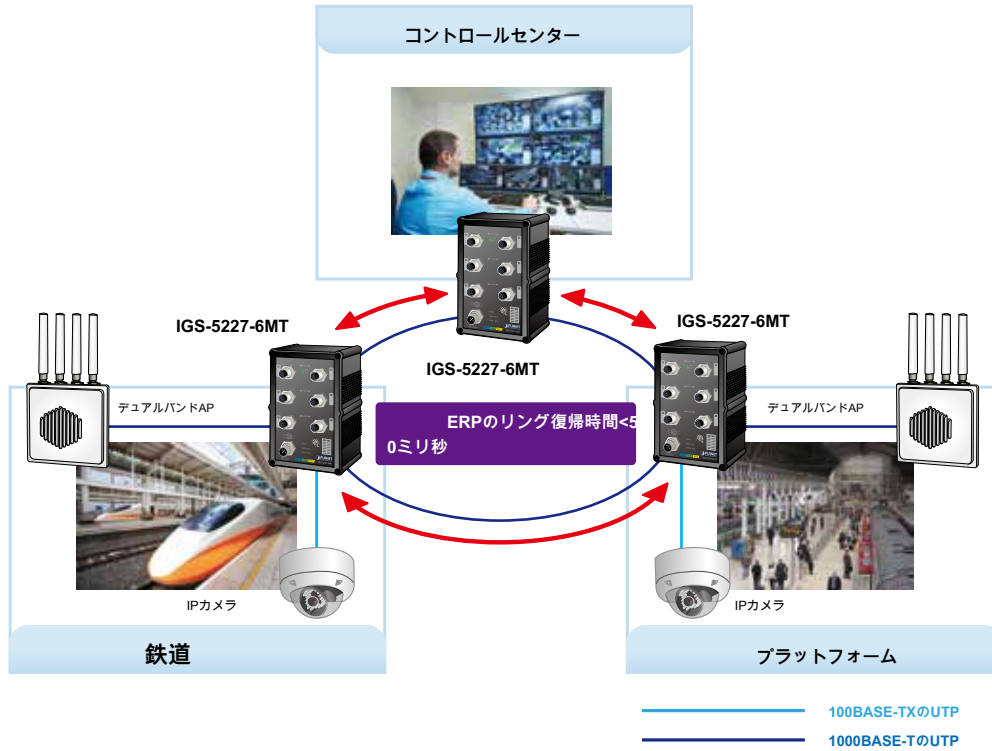 コントロールセンター
IGS-5227-6MT
IGS-5227-6MT
IGS-5227-6MT
デュアルバンドAP
デュアルバンドAP
ERPのリング復帰時間<5
0ミリ秒
IPカメラ
IPカメラ
鉄道
プラットフォーム
100BASE-TXのUTP
1000BASE-TのUTP